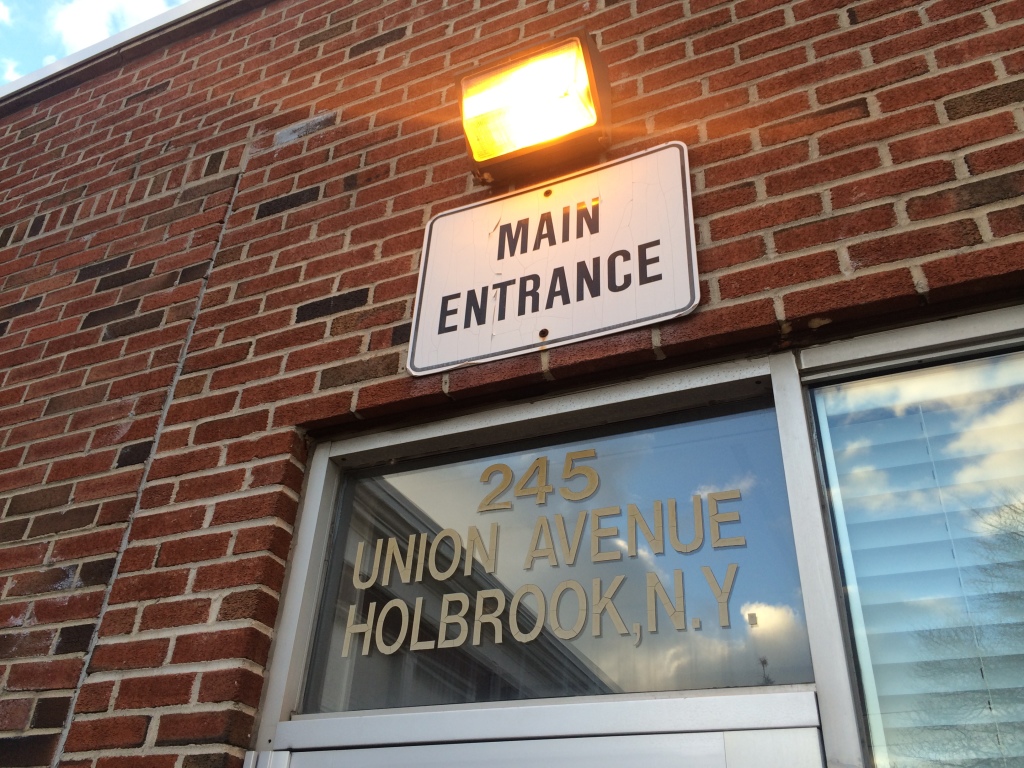 MAIN
ENTRANCE
245
UNION AVENUE
HOLBROOK, N.Y